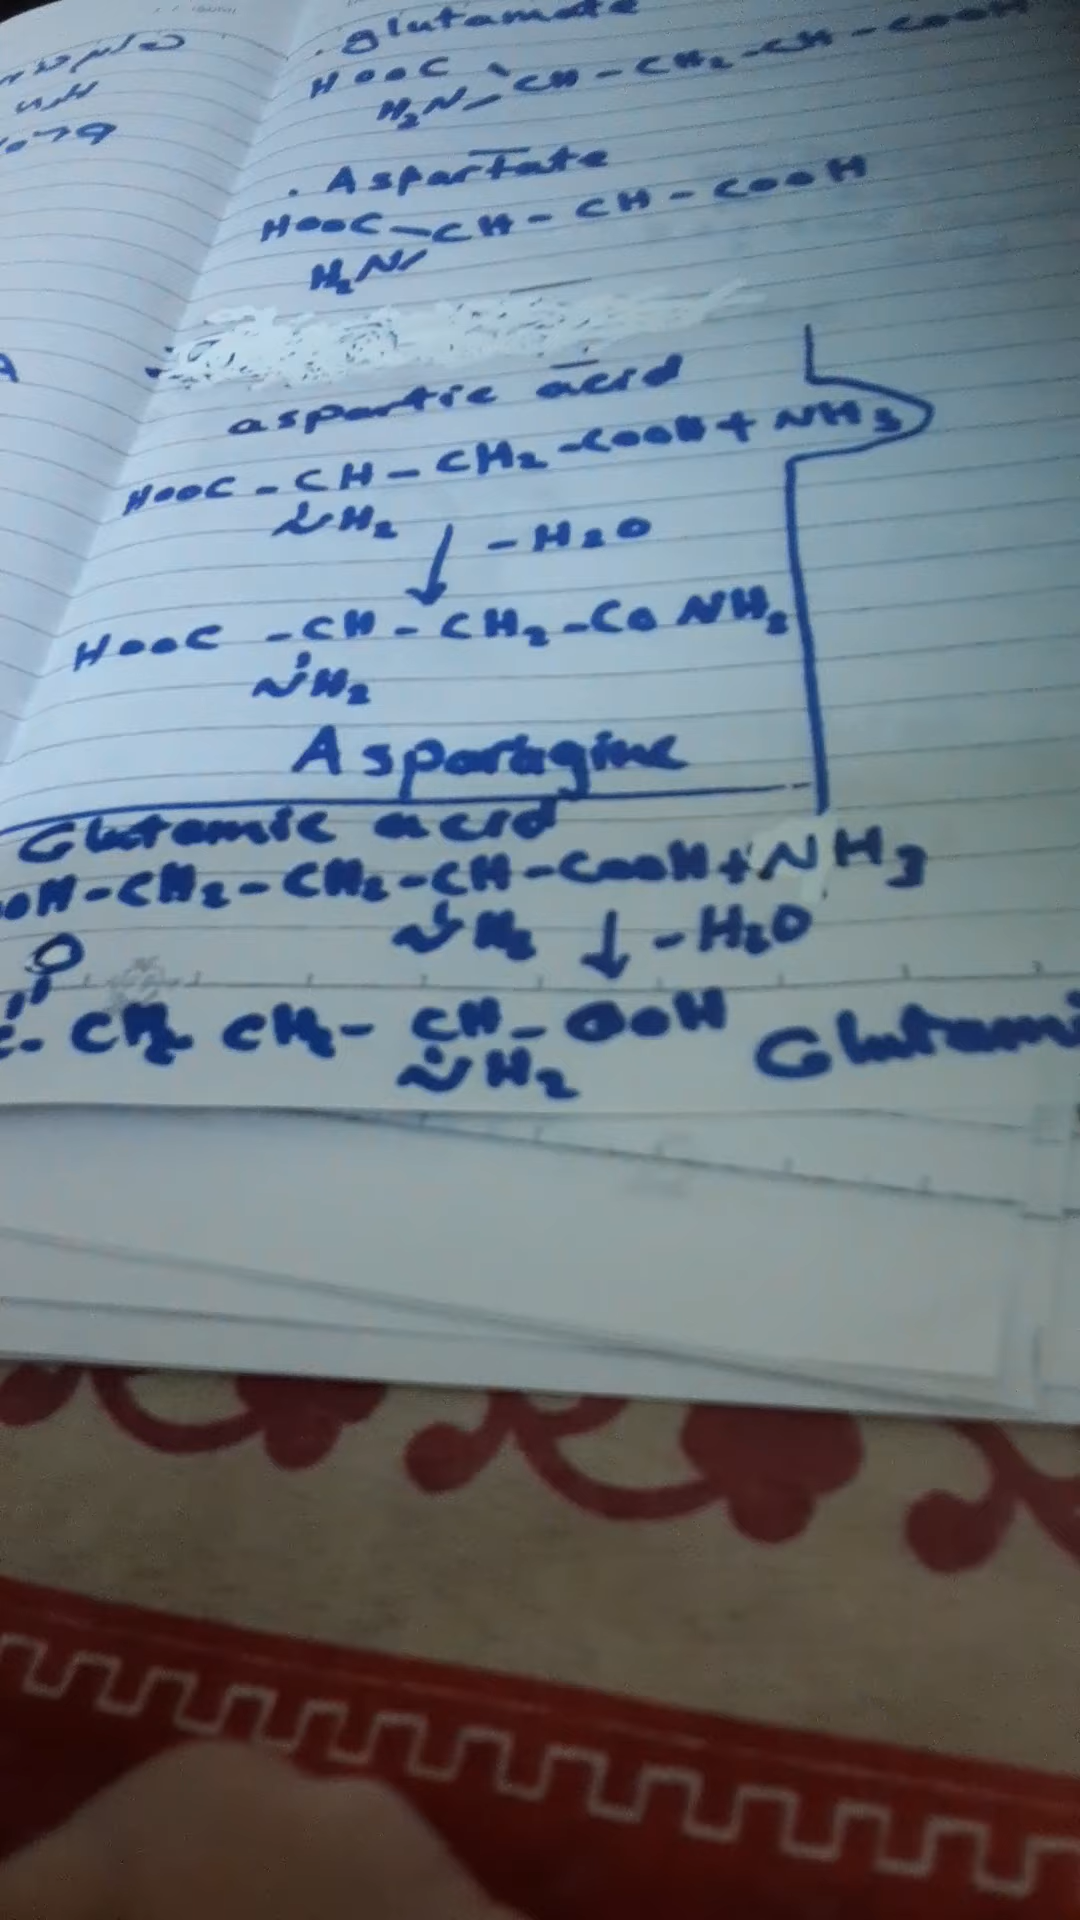 . glutamate
HOOC
H2N CH - CH2 - CH - COOH
. Aspartate
HOOC - CH - CH - COOH
H2N
aspartic acid
HOOC - CH - CH2 - COOH + NH3
NH2
- H2O
HOOC - CH - CH2 - CO NH2
NH2
Asparagine
Glutamic acid
OH - CH2 - CH2 - CH - COOH + NH3
NH2 - H2O
O
C - CH2 CH2 - CH - OOH Glutami
NH2